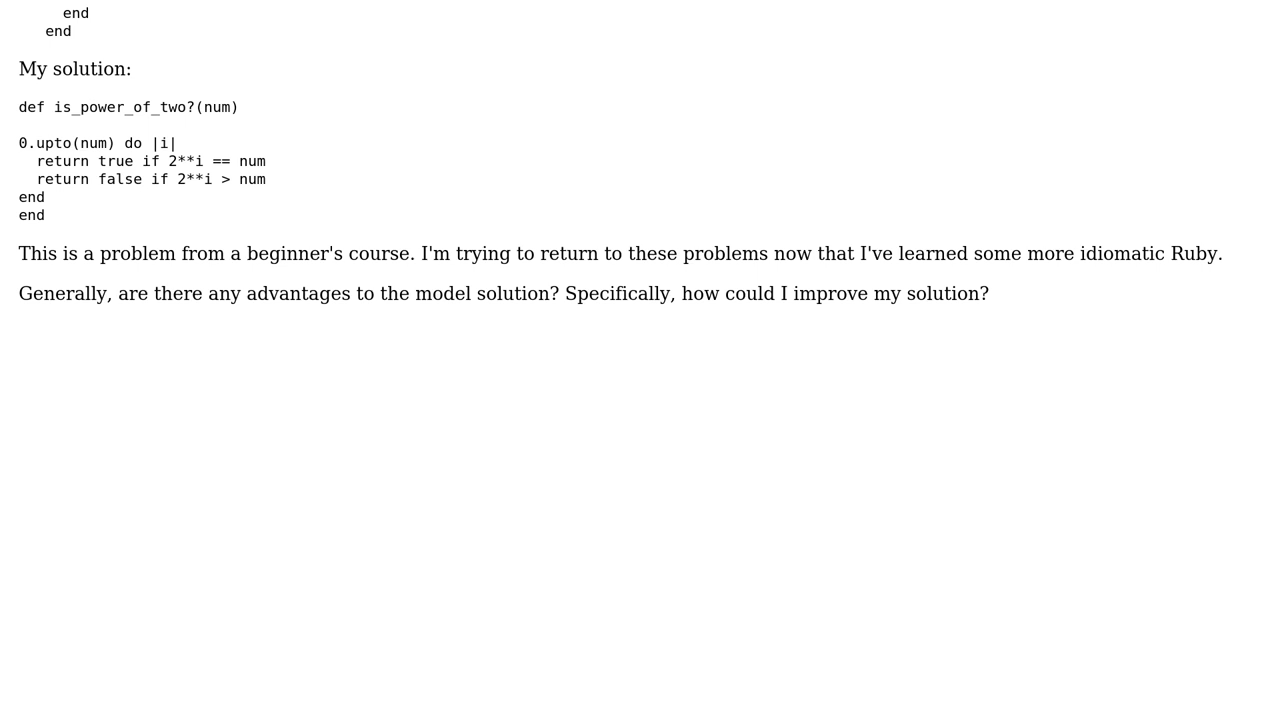 end
    end
My solution:
def is_power_of_two?(num)
0.upto(num) do |i|
  return true if 2**i == num
  return false if 2**i > num
end
end
This is a problem from a beginner's course. I'm trying to return to these problems now that I've learned some more idiomatic Ruby.
Generally, are there any advantages to the model solution? Specifically, how could I improve my solution?